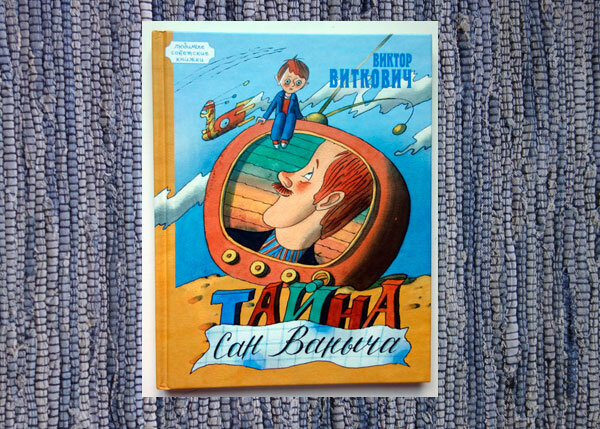 любимые
советские
книжки
ВИКТОР
ВИТКОВИЧ
ТАЙНА
Сан Ваныча